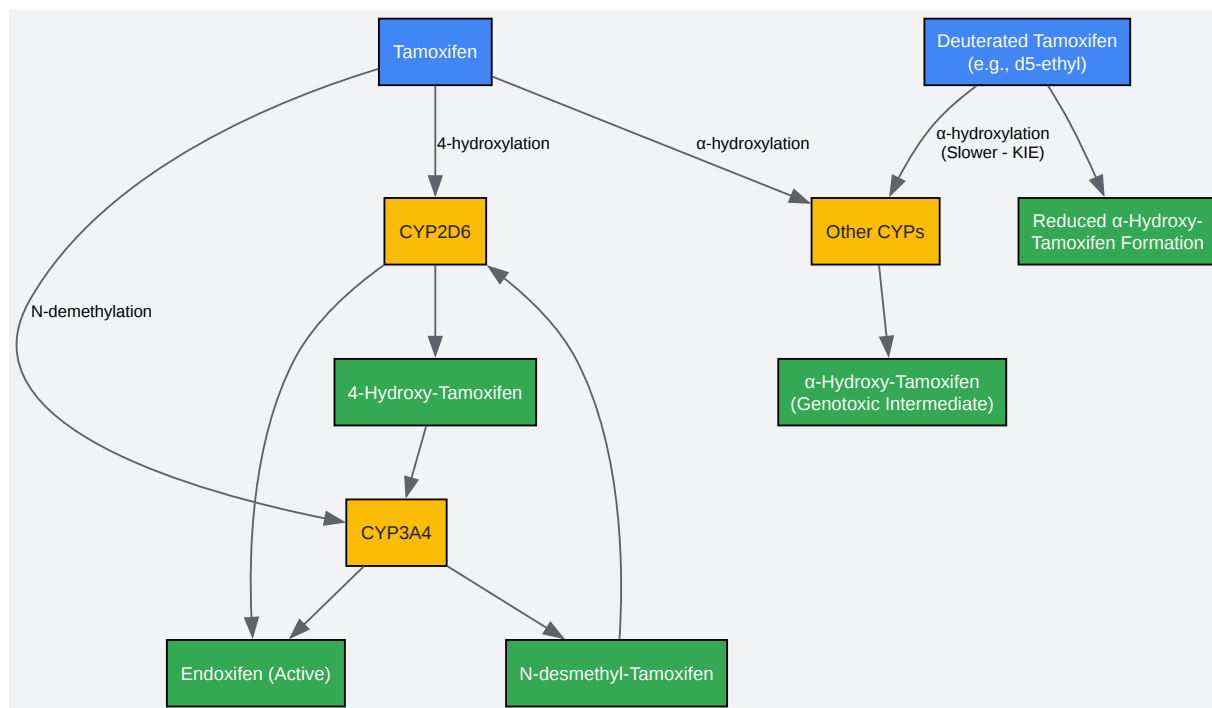 Tamoxifen
Deuterated Tamoxifen
(e.g., d5-ethyl)
4-hydroxylation
α-hydroxylation
α-hydroxylation
(Slower - KIE)
CYP2D6
Other CYPs
Reduced α-Hydroxy-
Tamoxifen Formation
N-demethylation
4-Hydroxy-Tamoxifen
α-Hydroxy-Tamoxifen
(Genotoxic Intermediate)
CYP3A4
Endoxifen (Active)
N-desmethyl-Tamoxifen